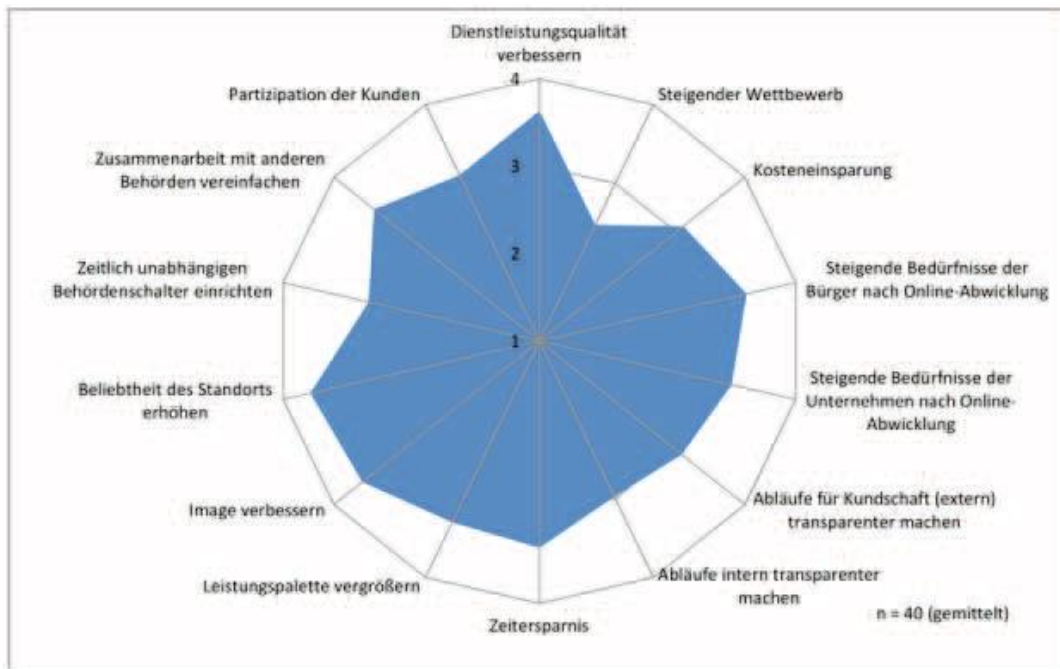 Dienstleistungsqualität
verbessern
Steigender Wettbewerb
Kosteneinsparung
Steigende Bedürfnisse der
Bürger nach Online-Abwicklung
Steigende Bedürfnisse der
Unternehmen nach Online-
Abwicklung
Abläufe für Kundschaft (extern)
transparenter machen
Abläufe intern transparenter
machen
Zeitersparnis
Leistungspalette vergrößern
Image verbessern
Beliebtheit des Standorts
erhöhen
Zeitlich unabhängigen
Behördenschalter einrichten
Zusammenarbeit mit anderen
Behörden vereinfachen
Partizipation der Kunden
4
3
2
1
n = 40 (gemittelt)